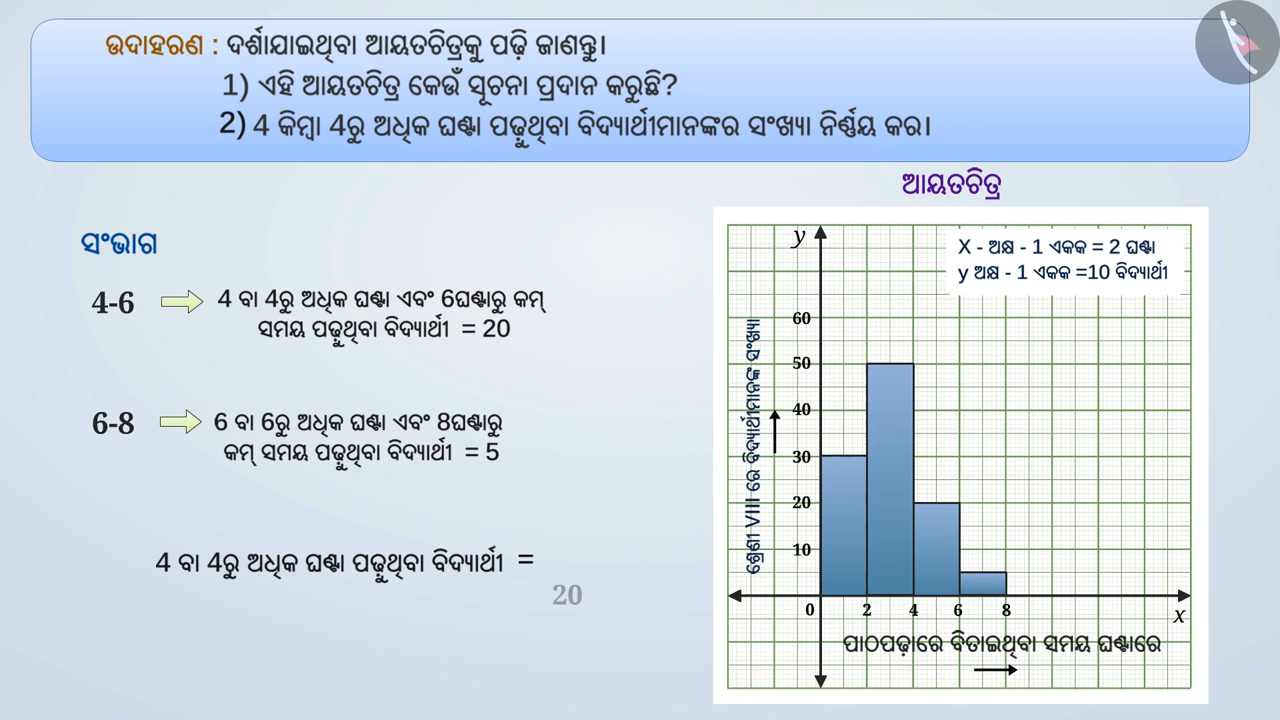 ଉଦାହରଣ : ଦର୍ଶାଯାଇଥିବା ଆୟତଚିତ୍ରକୁ ପଢ଼ି ଜାଣନ୍ତୁ।
1) ଏହି ଆୟତଚିତ୍ର କେଉଁ ସୂଚନା ପ୍ରଦାନ କରୁଛି?
2) 4 କିମ୍ବା 4ରୁ ଅଧିକ ଘଣ୍ଟା ପଢ଼ୁଥିବା ବିଦ୍ୟାର୍ଥୀମାନଙ୍କର ସଂଖ୍ୟା ନିର୍ଣ୍ଣୟ କର।
ସଂଭାଗ
4-6
4 ବା 4ରୁ ଅଧିକ ଘଣ୍ଟା ଏବଂ 6ଘଣ୍ଟାରୁ କମ୍
ସମୟ ପଢ଼ୁଥିବା ବିଦ୍ୟାର୍ଥୀ = 20
6-8
6 ବା 6ରୁ ଅଧିକ ଘଣ୍ଟା ଏବଂ 8ଘଣ୍ଟାରୁ
କମ୍ ସମୟ ପଢ଼ୁଥିବା ବିଦ୍ୟାର୍ଥୀ = 5
4 ବା 4ରୁ ଅଧିକ ଘଣ୍ଟା ପଢ଼ୁଥିବା ବିଦ୍ୟାର୍ଥୀ =
20
ଆୟତଚିତ୍ର
y
X - ଅକ୍ଷ - 1 ଏକକ = 2 ଘଣ୍ଟା
y ଅକ୍ଷ - 1 ଏକକ =10 ବିଦ୍ୟାର୍ଥୀ
ଶ୍ରେଣୀ VIII ରେ ବିଦ୍ୟାର୍ଥୀମାନଙ୍କ ସଂଖ୍ୟା
60
50
40
30
20
10
0 2 4 6 8
x
ପାଠପଢ଼ାରେ ବିତାଇଥିବା ସମୟ ଘଣ୍ଟାରେ